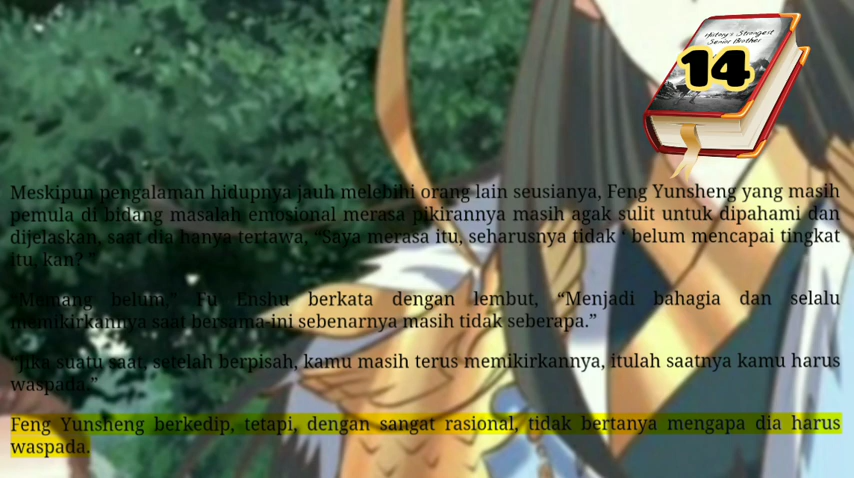 History's Strongest
Senior Brother
14
Meskipun pengalaman hidupnya jauh melebihi orang lain seusianya, Feng Yunsheng yang masih
pemula di bidang masalah emosional merasa pikirannya masih agak sulit untuk dipahami dan
dijelaskan, saat dia hanya tertawa, “Saya merasa itu, seharusnya tidak ‘ belum mencapai tingkat
itu, kan? ”
“Memang belum.” Fu Enshu berkata dengan lembut, “Menjadi bahagia dan selalu
memikirkannya saat bersama-ini sebenarnya masih tidak seberapa.”
“Jika suatu saat, setelah berpisah, kamu masih terus memikirkannya, itulah saatnya kamu harus
waspada.”
Feng Yunsheng berkedip, tetapi, dengan sangat rasional, tidak bertanya mengapa dia harus
waspada.